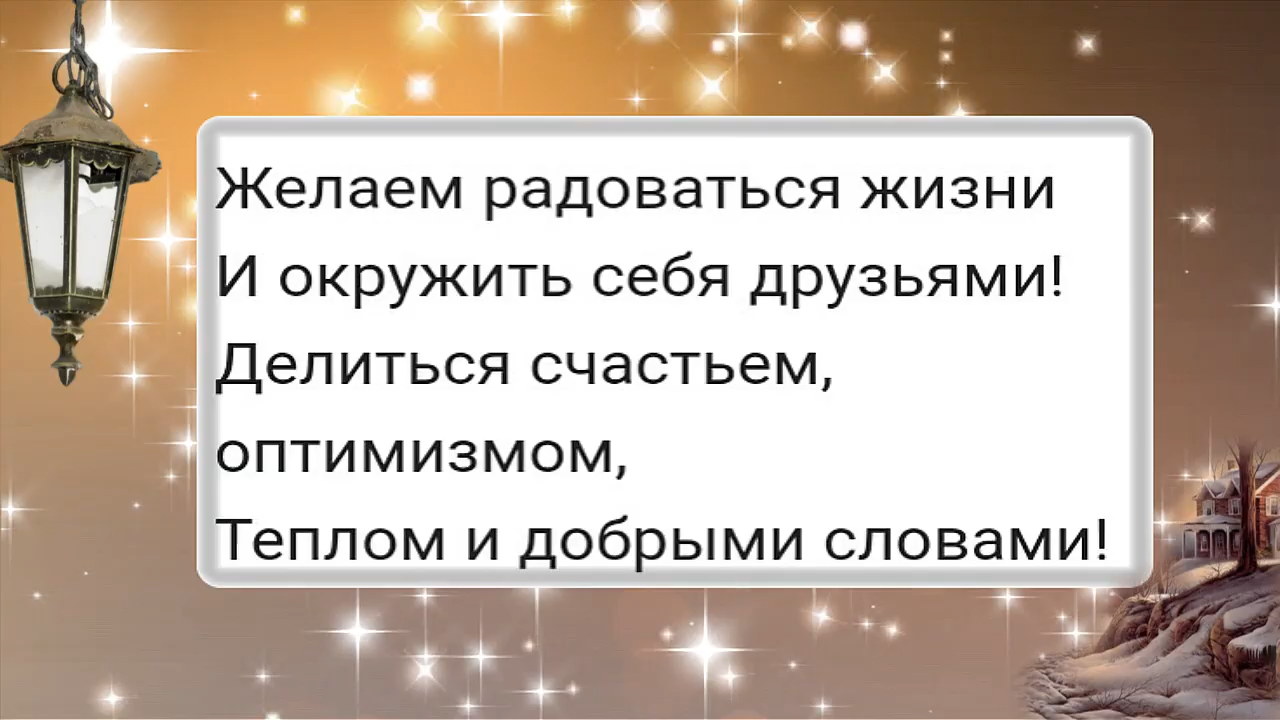 Желаем радоваться жизни
И окружить себя друзьями!
Делиться счастьем,
оптимизмом,
Теплом и добрыми словами!